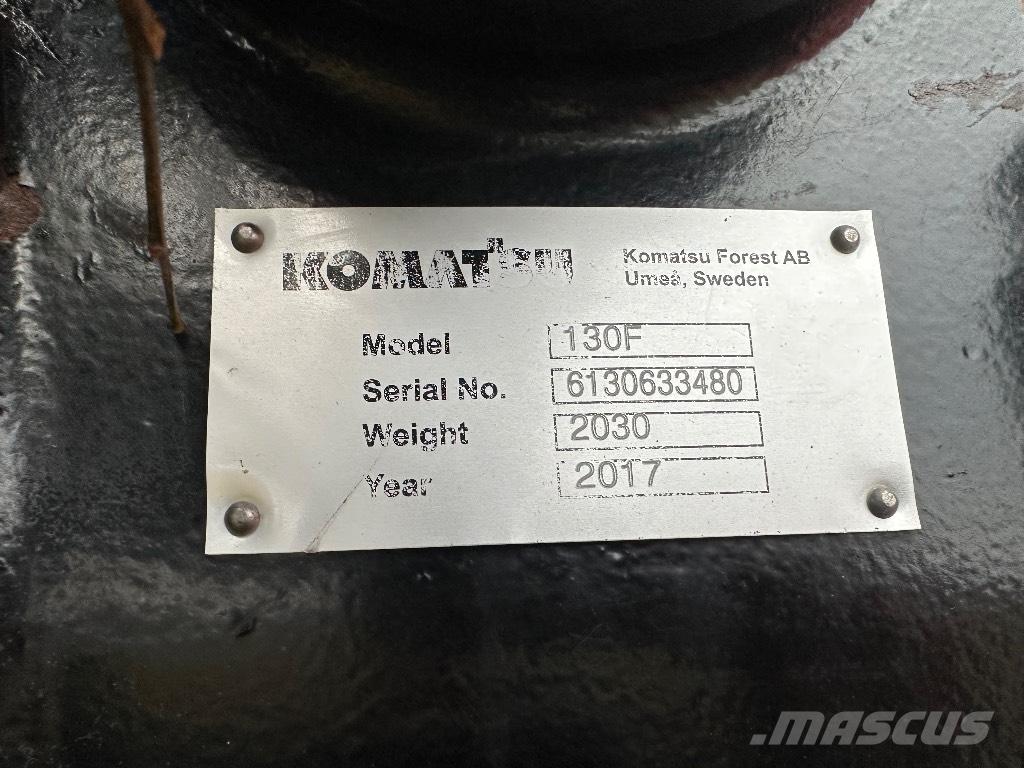 KOMATSU
Komatsu Forest AB
Umeå, Sweden
Model 130F
Serial No. 6130633480
Weight 2030
Year 2017
MASCUS